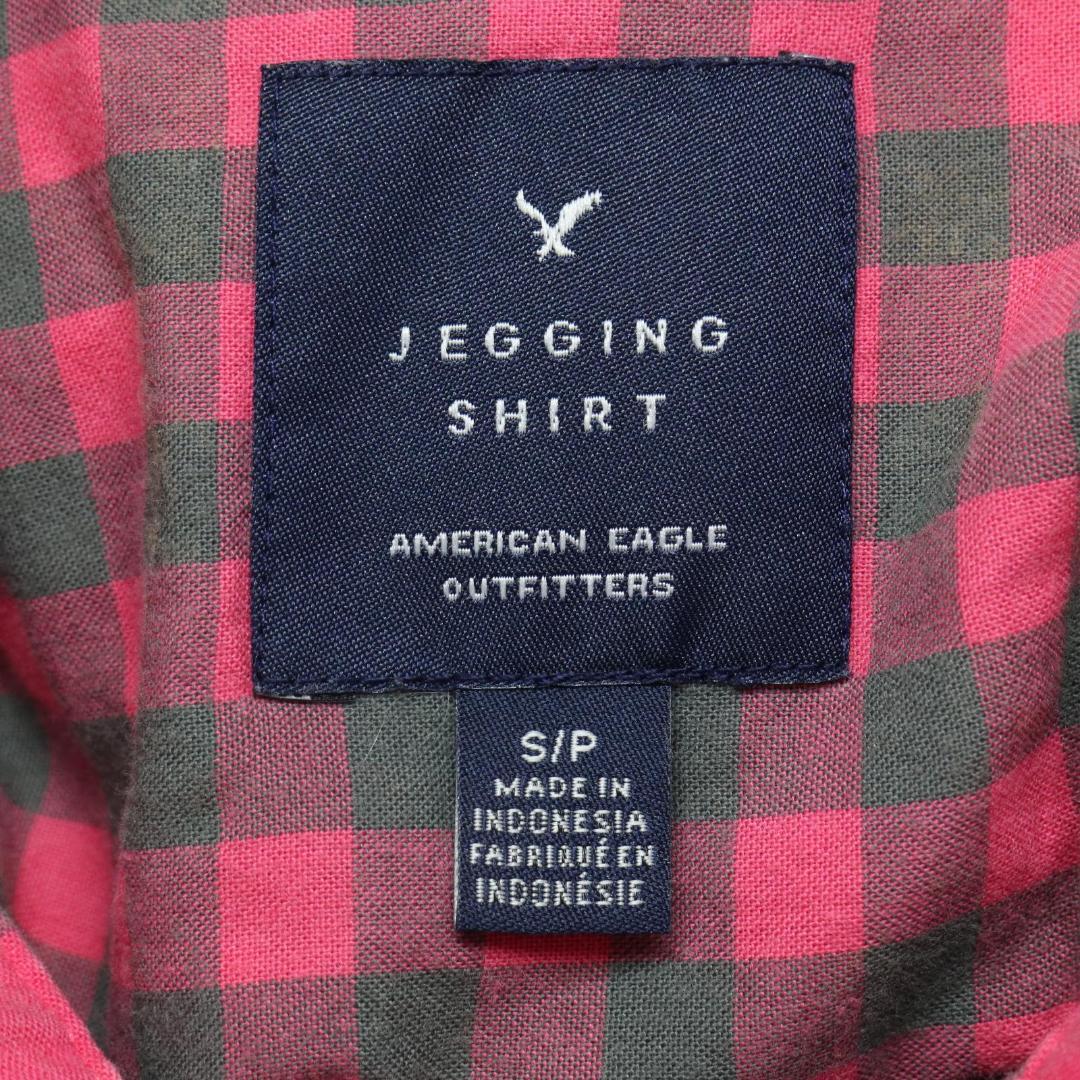 JEGGING
SHIRT
AMERICAN EAGLE
OUTFITTERS
S/P
MADE IN
INDONESIA
FABRIQUÉ EN
INDONÉSIE